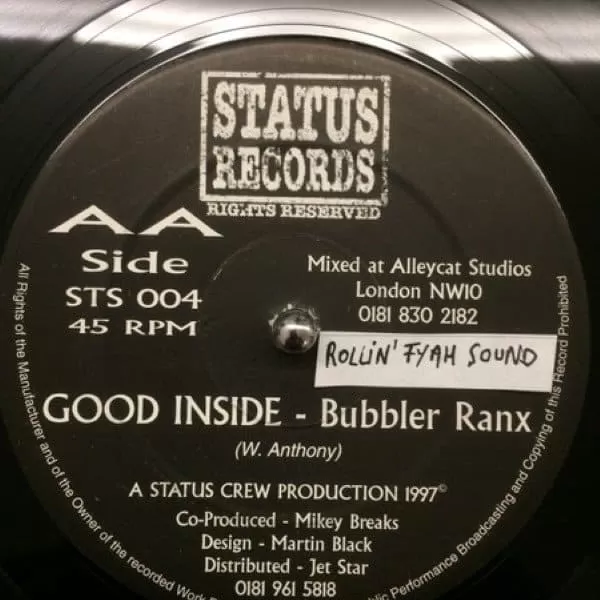 STATUS
RECORDS
RIGHTS RESERVED
AA
Side
STS 004
45 RPM
Mixed at Alleycat Studios
London NW10
0181 830 2182
ROLLIN' FYAH SOUND
GOOD INSIDE - Bubbler Ranx
(W. Anthony)
A STATUS CREW PRODUCTION 1997©
Co-Produced - Mikey Breaks
Design - Martin Black
Distributed - Jet Star
0181 961 5818
All Rights of the Manufacturer and of the Owner of the recorded Work
Public Performance Broadcasting and Copying of this Record Prohibited